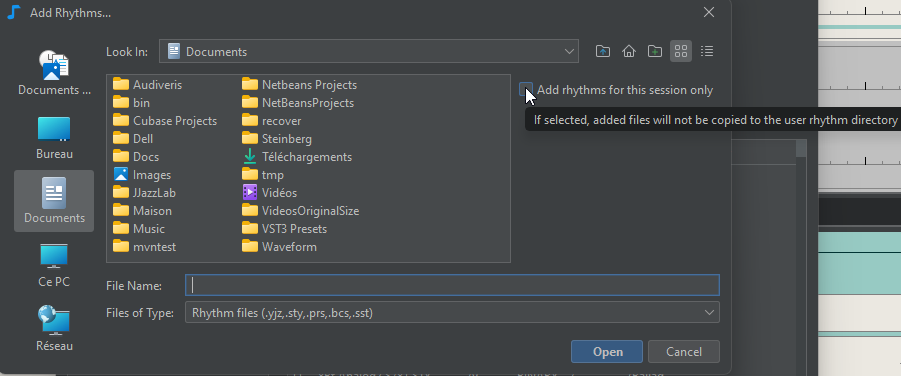 Add Rhythms...
Look In:
Documents
Documents ...
Bureau
Documents
Ce PC
Réseau
Audiveris
bin
Cubase Projects
Dell
Docs
Images
JJazzLab
Maison
Music
mvntest
Netbeans Projects
NetBeansProjects
recover
Steinberg
Téléchargements
tmp
Vidéos
VideosOriginalSize
VST3 Presets
Waveform
Add rhythms for this session only
If selected, added files will not be copied to the user rhythm directory
File Name:
Files of Type:
Rhythm files (.yjz,.sty,.prs,.bcs,.sst)
Open
Cancel